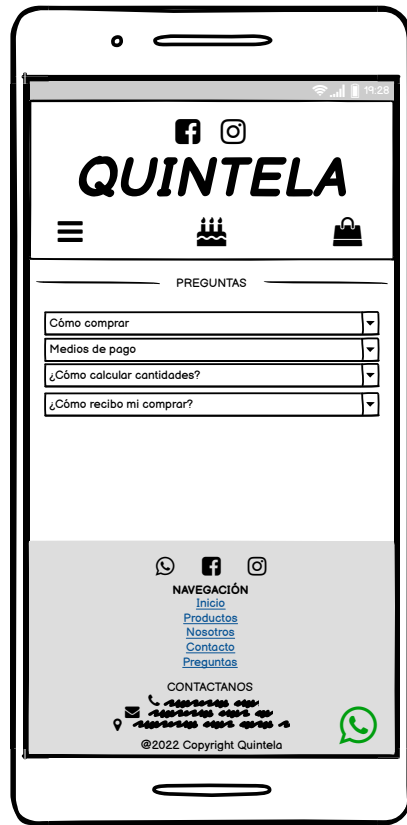 19:28
QUINTELA
PREGUNTAS
Cómo comprar
Medios de pago
¿Cómo calcular cantidades?
¿Cómo recibo mi comprar?
NAVEGACIÓN
Inicio
Productos
Nosotros
Contacto
Preguntas
CONTACTANOS
@2022 Copyright Quintela